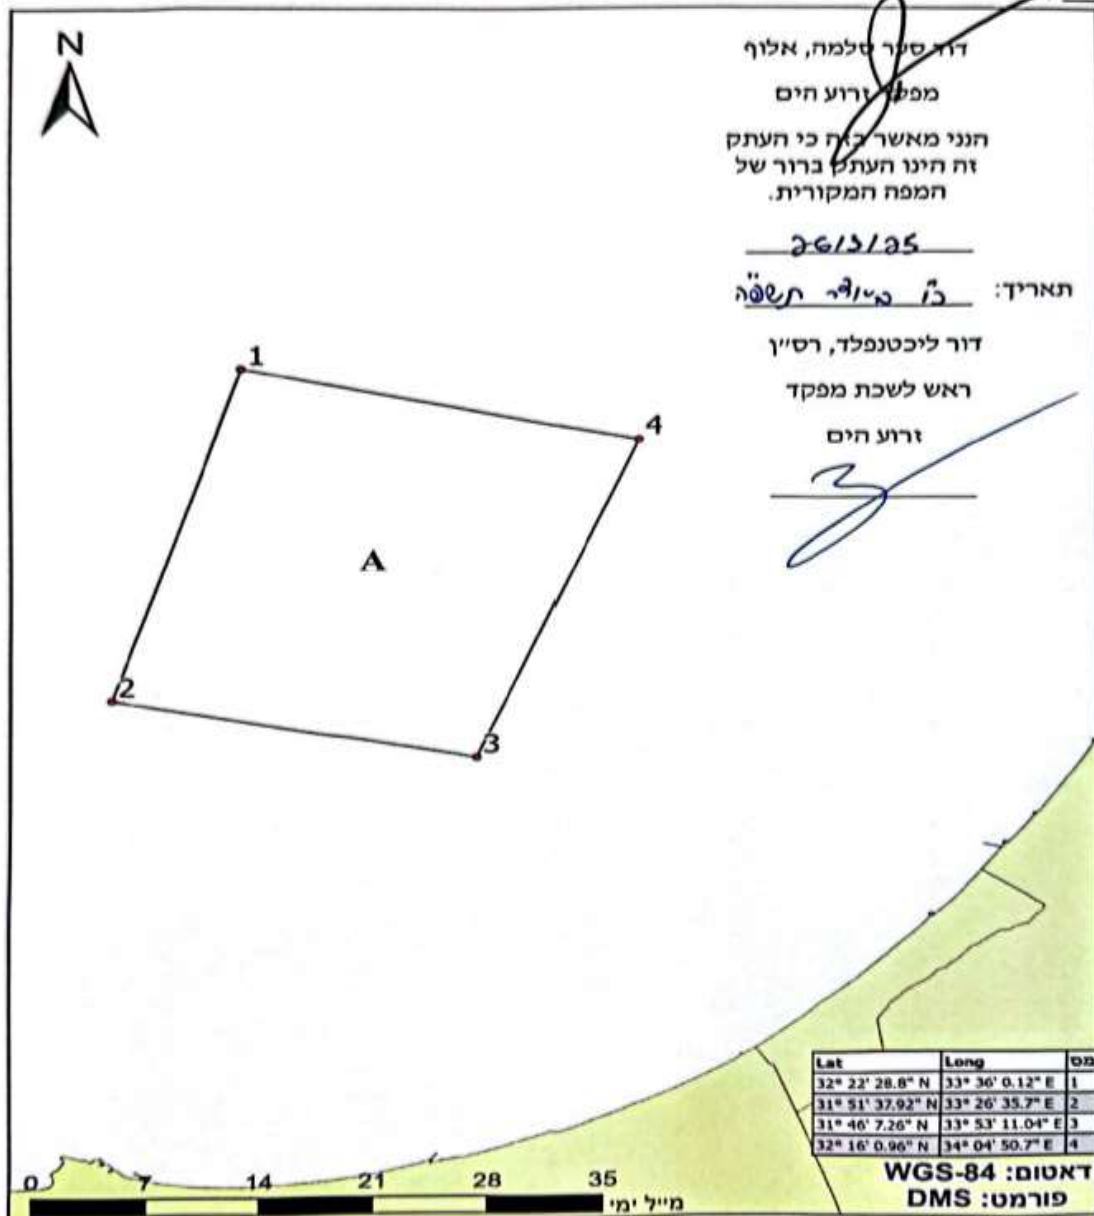 N
דוד סער סלמה, אלוף
מפקד זרוע הים
הנני מאשר בזה כי העתק
זה הינו העתק ברור של
המפה המקורית.
26/3/25
תאריך: כ"ו באדר תשפ"ה
דור ליכטנפלד, רס"ן
ראש לשכת מפקד
זרוע הים
1
4
A
2
3
Lat Long מס
32° 22' 28.8" N 33° 36' 0.12" E 1
31° 51' 37.92" N 33° 26' 35.7" E 2
31° 46' 7.26" N 33° 53' 11.04" E 3
32° 16' 0.96" N 34° 04' 50.7" E 4
דאטום: WGS-84
פורמט: DMS
0 7 14 21 28 35
מייל ימי